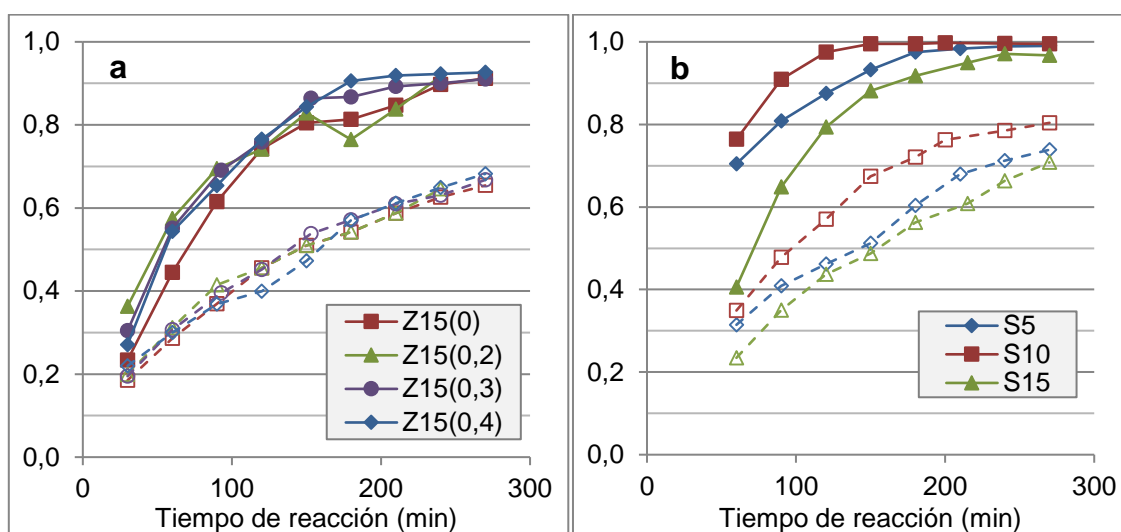 a
1,0
0,8
0,6
0,4
0,2
0,0
0
100
200
300
Tiempo de reacción (min)
Z15(0)
Z15(0,2)
Z15(0,3)
Z15(0,4)
b
1,0
0,8
0,6
0,4
0,2
0,0
0
100
200
300
Tiempo de reacción (min)
S5
S10
S15